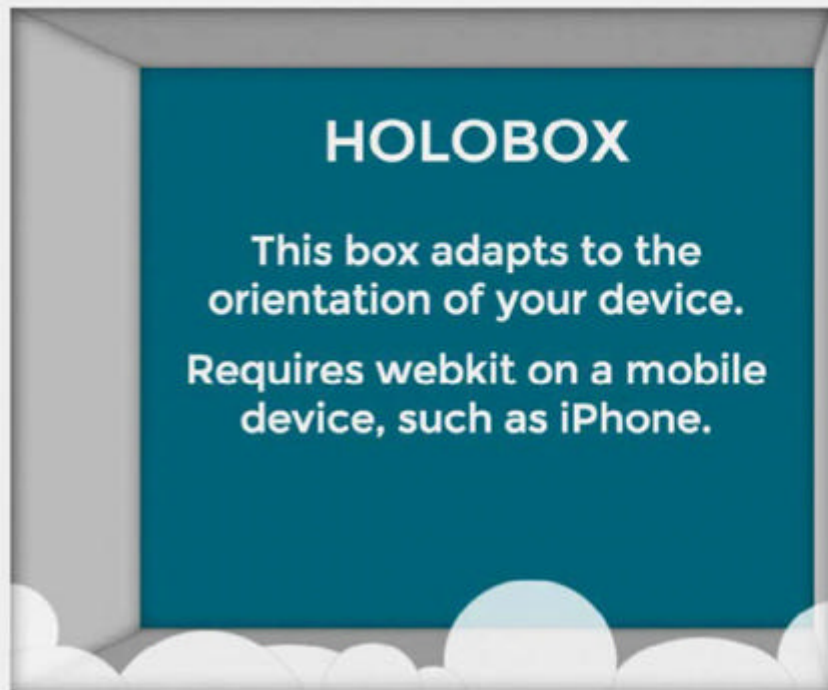 HOLOBOX
This box adapts to the
orientation of your device.
Requires webkit on a mobile
device, such as iPhone.